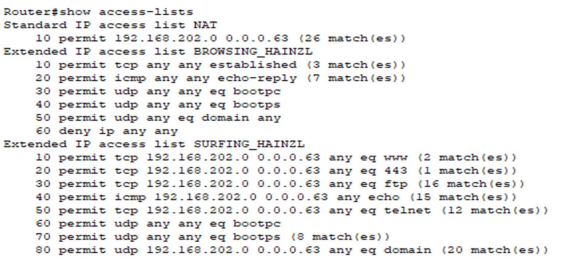 Router#show access-lists
Standard IP access list NAT
10 permit 192.168.202.0 0.0.0.63 (26 match(es))
Extended IP access list BROWSING_HAINZL
10 permit tcp any any established (3 match(es))
20 permit icmp any any echo-reply (7 match(es))
30 permit udp any any eq bootpc
40 permit udp any any eq bootps
50 permit udp any eq domain any
60 deny ip any any
Extended IP access list SURFING_HAINZL
10 permit tcp 192.168.202.0 0.0.0.63 any eq www (2 match(es))
20 permit tcp 192.168.202.0 0.0.0.63 any eq 443 (1 match(es))
30 permit tcp 192.168.202.0 0.0.0.63 any eq ftp (16 match(es))
40 permit icmp 192.168.202.0 0.0.0.63 any echo (15 match(es))
50 permit tcp 192.168.202.0 0.0.0.63 any eq telnet (12 match(es))
60 permit udp any any eq bootpc
70 permit udp any any eq bootps (8 match(es))
80 permit udp 192.168.202.0 0.0.0.63 any eq domain (20 match(es))